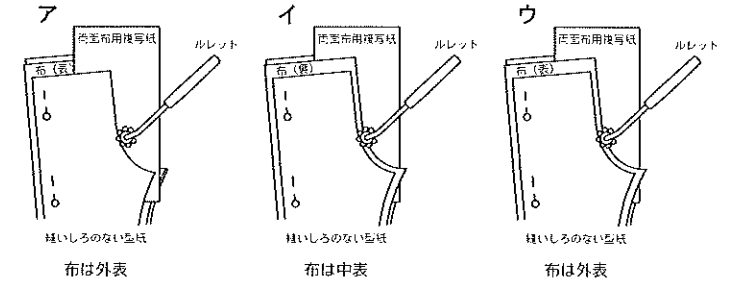 ア
両面布用複写紙
ルレット
布(表)
縫いしろのない型紙
布は外表
イ
両面布用複写紙
ルレット
布(裏)
縫いしろのない型紙
布は中表
ウ
両面布用複写紙
ルレット
布(表)
縫いしろのない型紙
布は外表